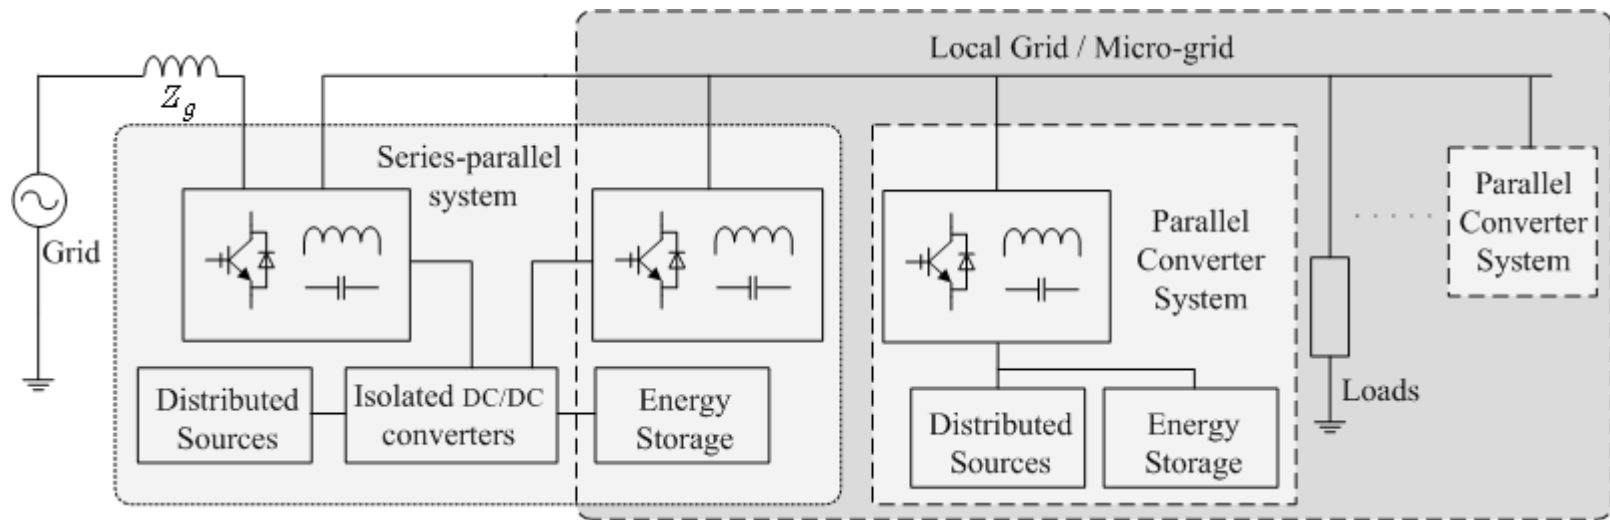 Local Grid / Micro-grid
Z_g
Grid
Series-parallel
system
Distributed
Sources
Isolated DC/DC
converters
Energy
Storage
Parallel
Converter
System
Distributed
Sources
Energy
Storage
Loads
Parallel
Converter
System